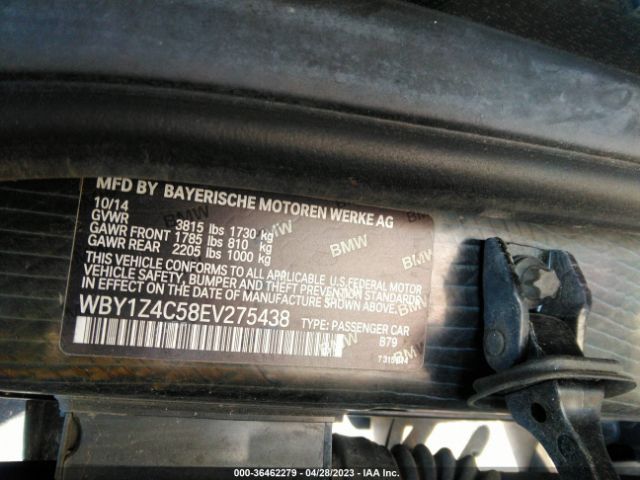 MFD BY BAYERISCHE MOTOREN WERKE AG
10/14
GVWR 3815 lbs 1730 kg
GAWR FRONT 1785 lbs 810 kg
GAWR REAR 2205 lbs 1000 kg
THIS VEHICLE CONFORMS TO ALL APPLICABLE U.S. FEDERAL MOTOR
VEHICLE SAFETY, BUMPER, AND THEFT PREVENTION STANDARDS
IN EFFECT ON THE DATE OF MANUFACTURE SHOWN ABOVE.
WBY1Z4C58EV275438 TYPE: PASSENGER CAR
B79
000-36462279 - 04/28/2023 - IAA Inc.